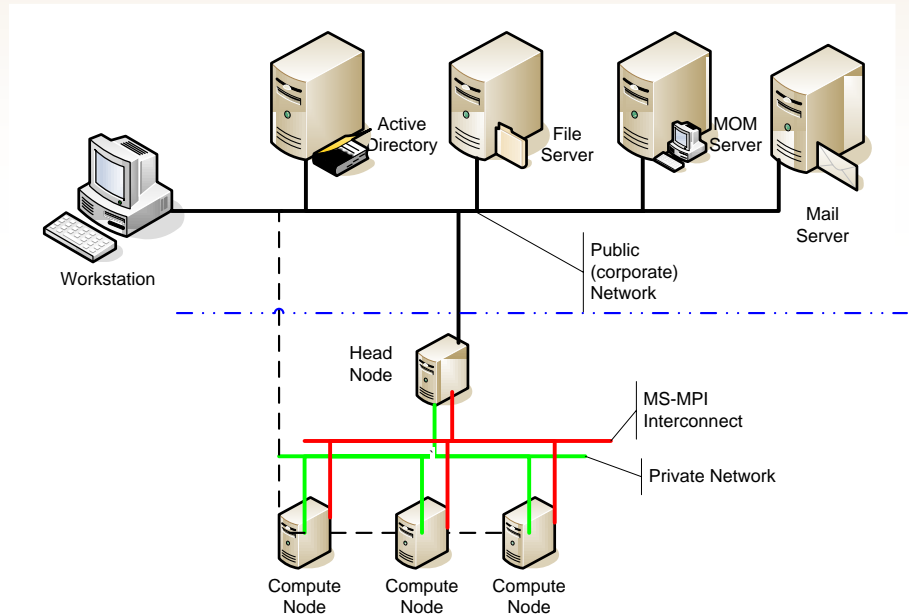 Active
Directory
File
Server
MOM
Server
Mail
Server
Workstation
Public
(corporate)
Network
Head
Node
MS-MPI
Interconnect
Private Network
Compute
Node
Compute
Node
Compute
Node